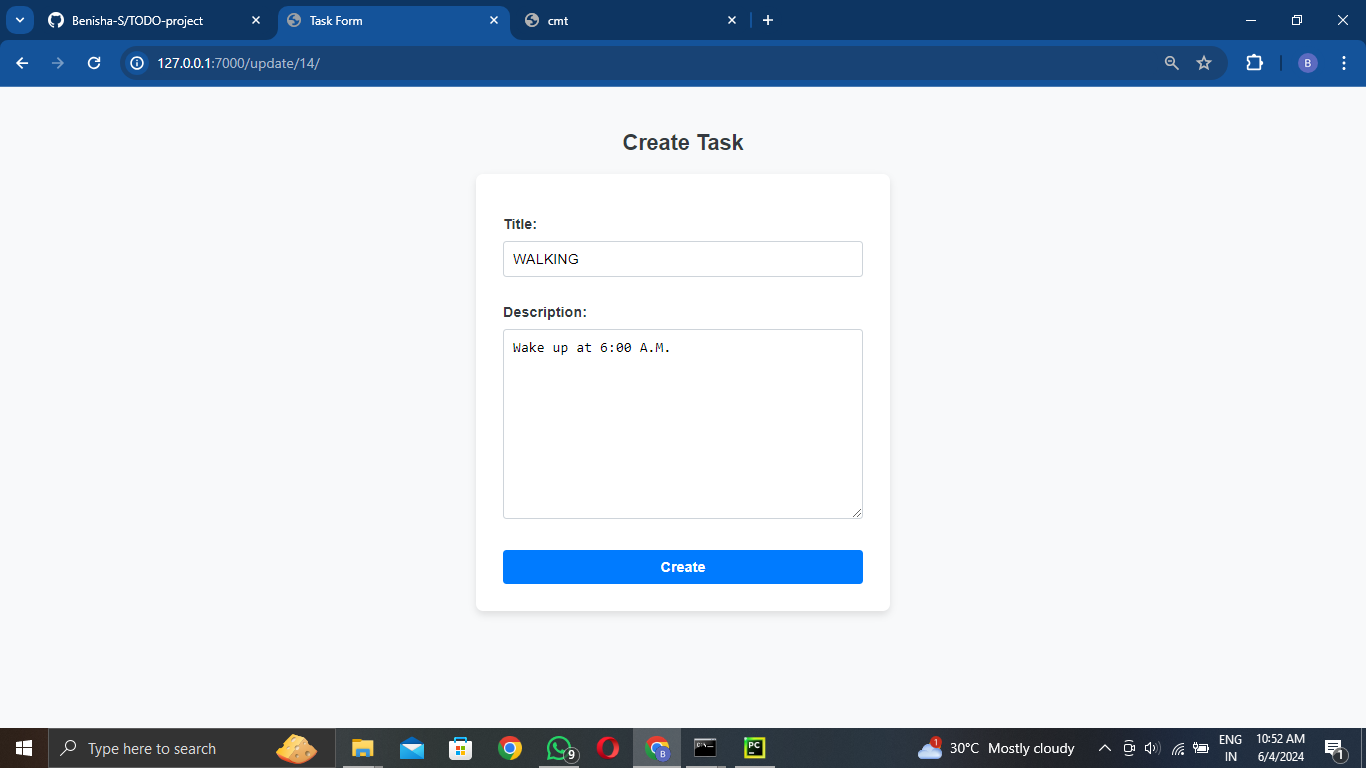 Benisha-S/TODO-project
Task Form
cmt
127.0.0.1:7000/update/14/
B
Create Task
Title:
WALKING
Description:
Wake up at 6:00 A.M.
Create
Type here to search
9
B
PC
1
30°C Mostly cloudy
ENG
IN
10:52 AM
6/4/2024
1